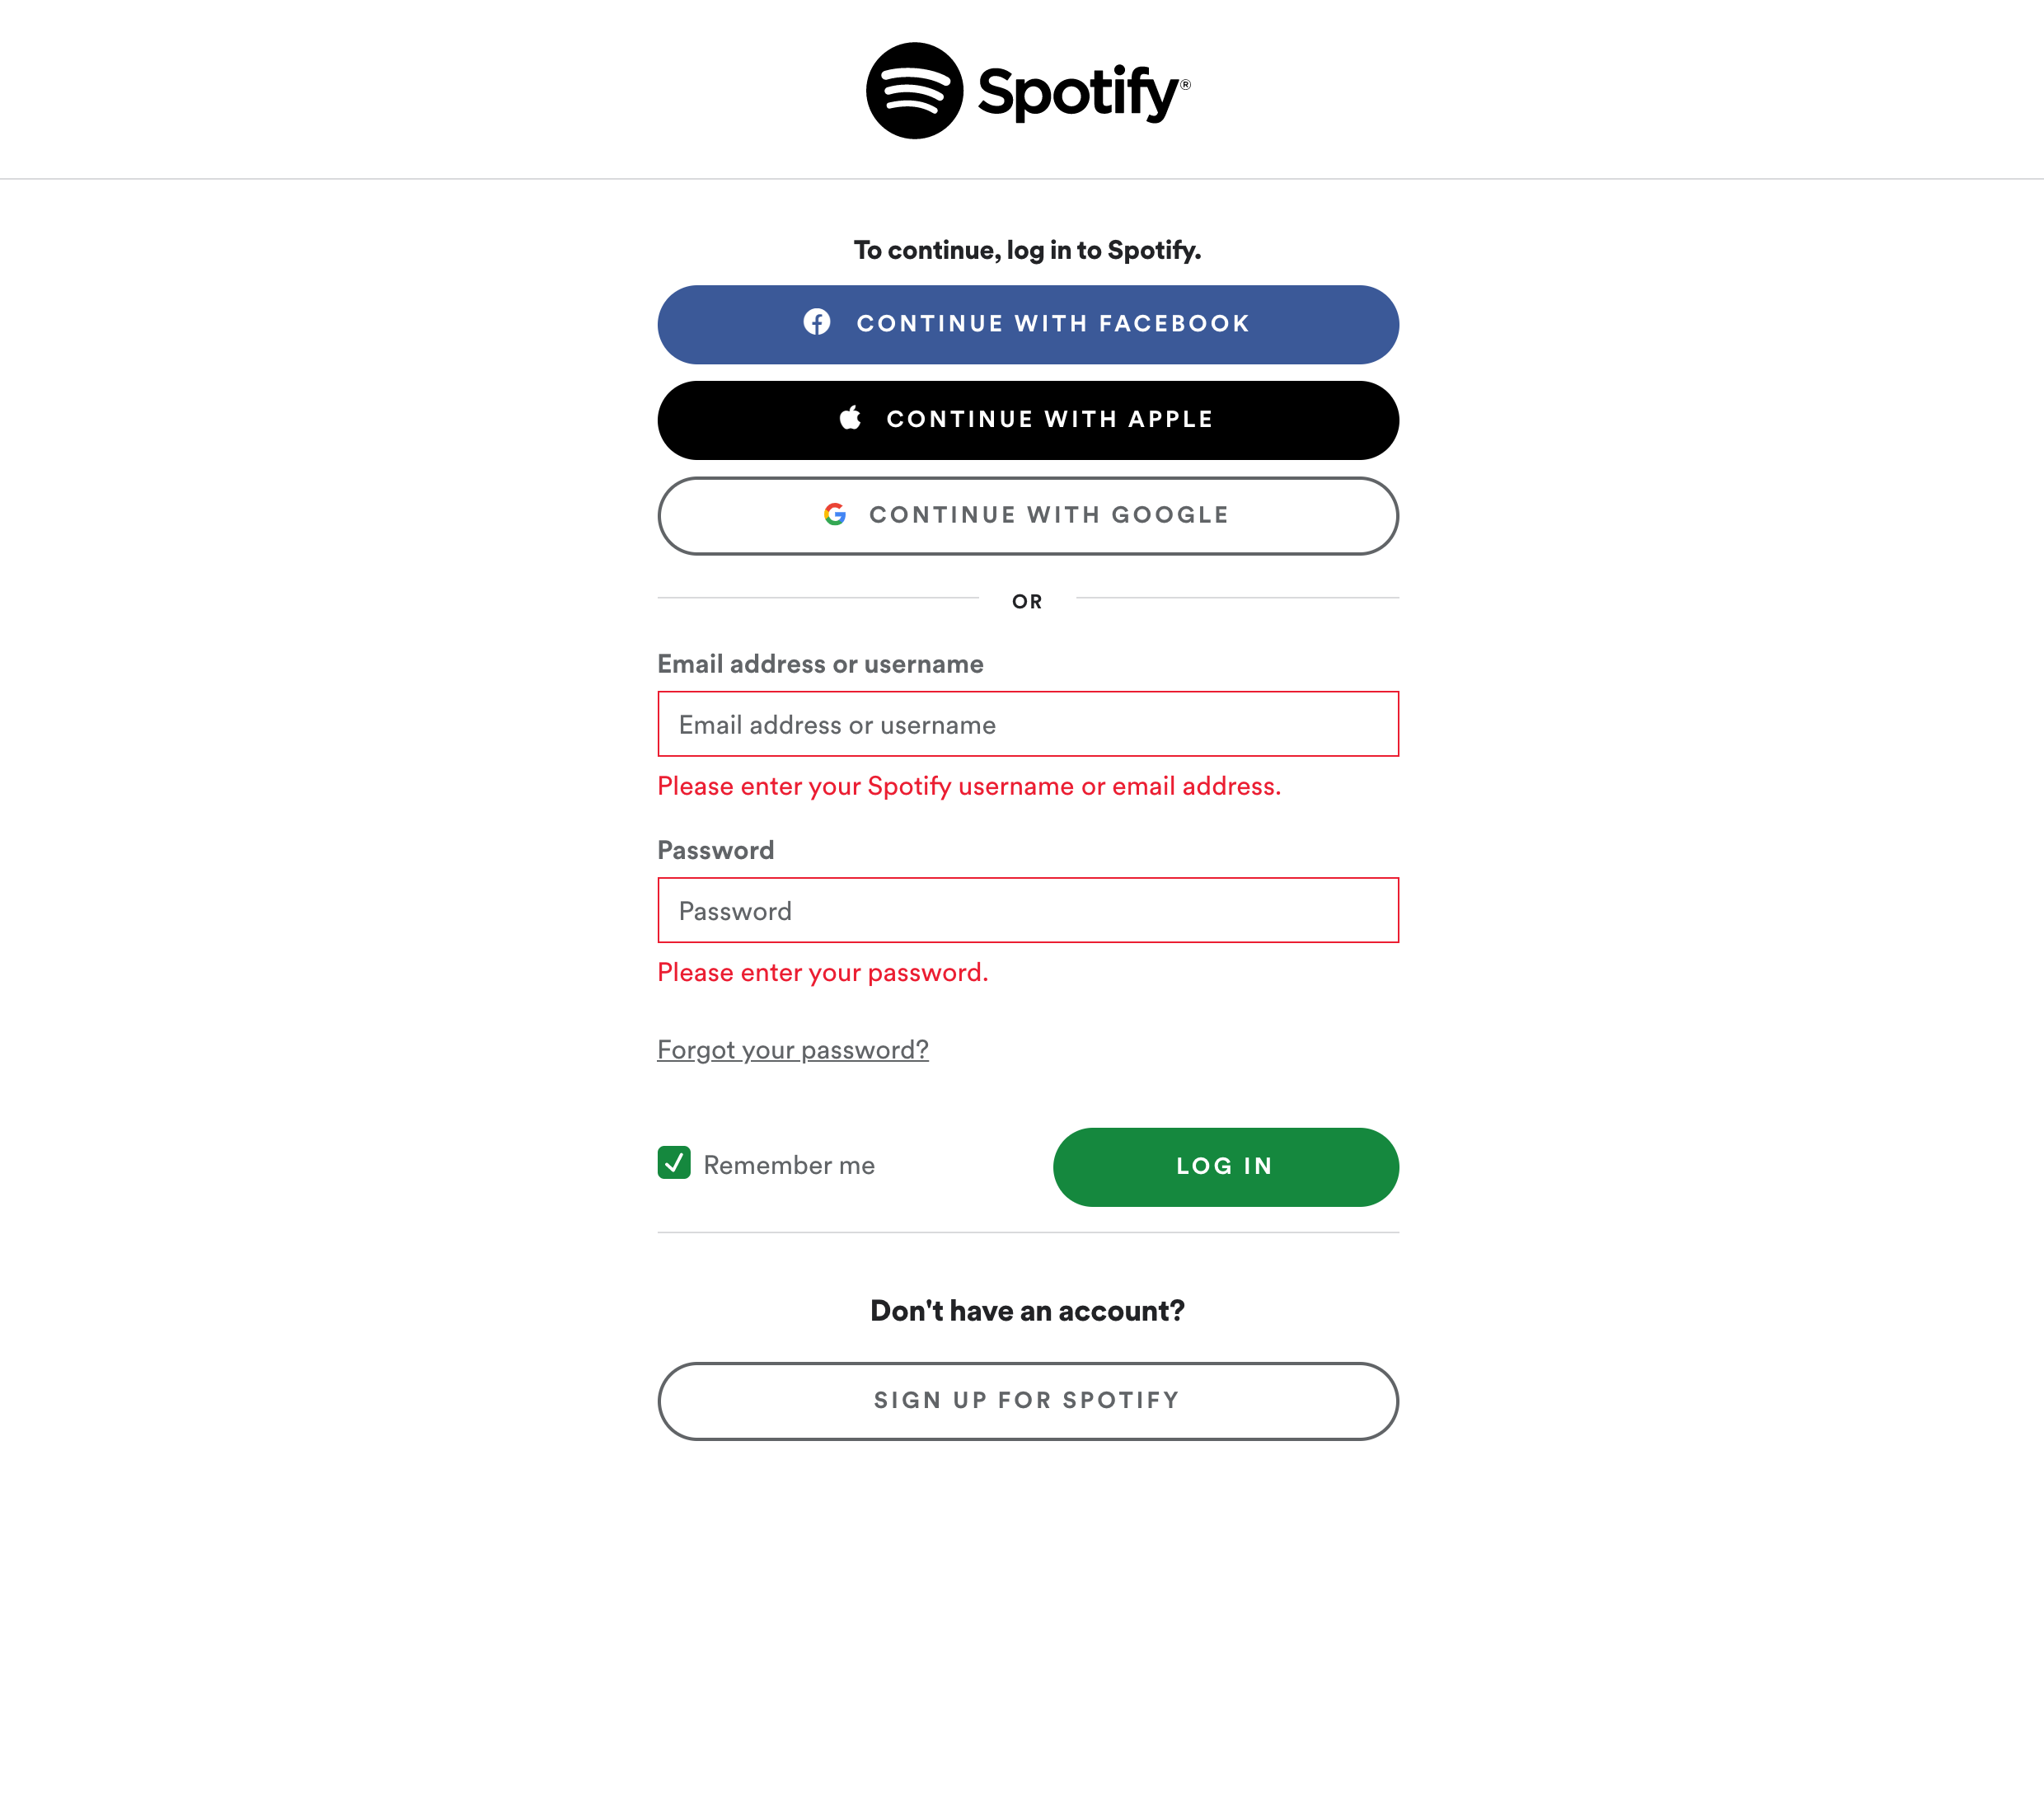 Spotify®
To continue, log in to Spotify.
CONTINUE WITH FACEBOOK
CONTINUE WITH APPLE
CONTINUE WITH GOOGLE
OR
Email address or username
Email address or username
Please enter your Spotify username or email address.
Password
Password
Please enter your password.
Forgot your password?
Remember me
LOG IN
Don't have an account?
SIGN UP FOR SPOTIFY